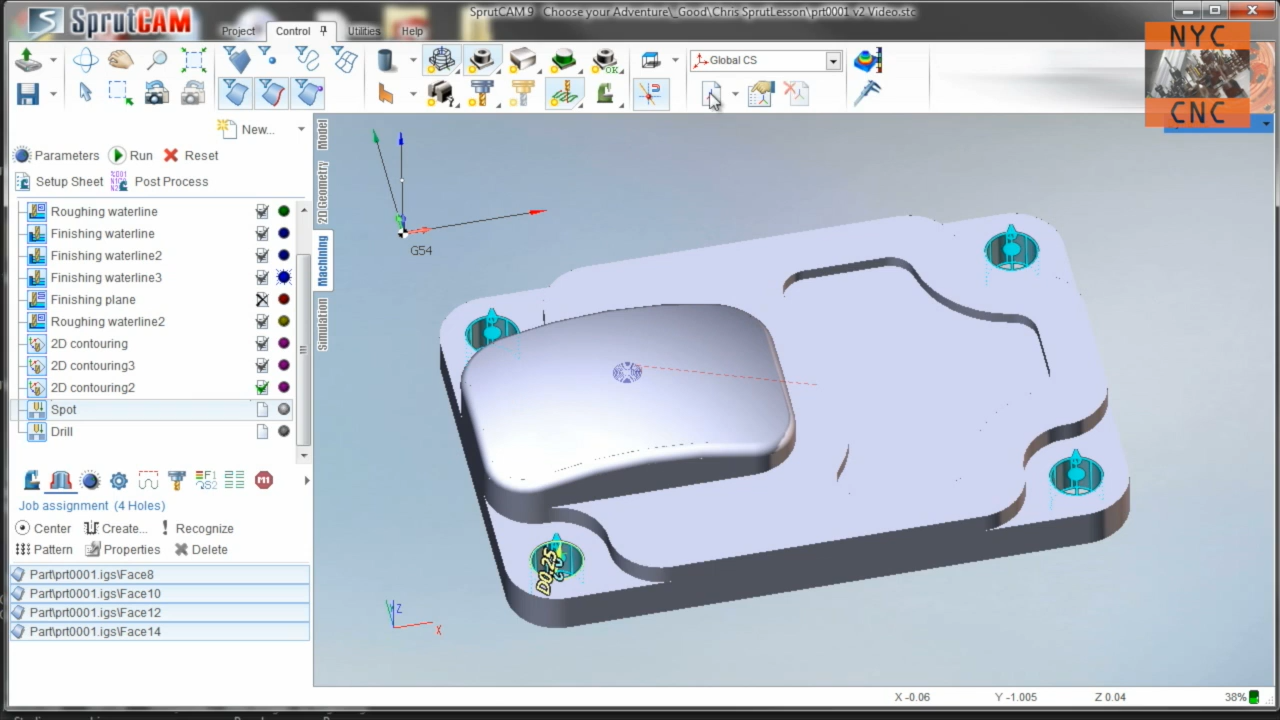 SprutCAM 9 - Choose your Adventure\_Good\Chris SprutLesson\prt0001 v2 Video.stc
SprutCAM
Project Control Utilities Help
NYC
CNC
Global CS
New...
Parameters Run Reset
Setup Sheet Post Process
Roughing waterline
Finishing waterline
Finishing waterline2
Finishing waterline3
Finishing plane
Roughing waterline2
2D contouring
2D contouring3
2D contouring2
Spot
Drill
Model
2D Geometry
Machining
Simulation
Job assignment (4 Holes)
Center Create... Recognize
Pattern Properties Delete
Part\prt0001.igs\Face8
Part\prt0001.igs\Face10
Part\prt0001.igs\Face12
Part\prt0001.igs\Face14
G54
D0.25
Z
X
X -0.06 Y -1.005 Z 0.04 38%